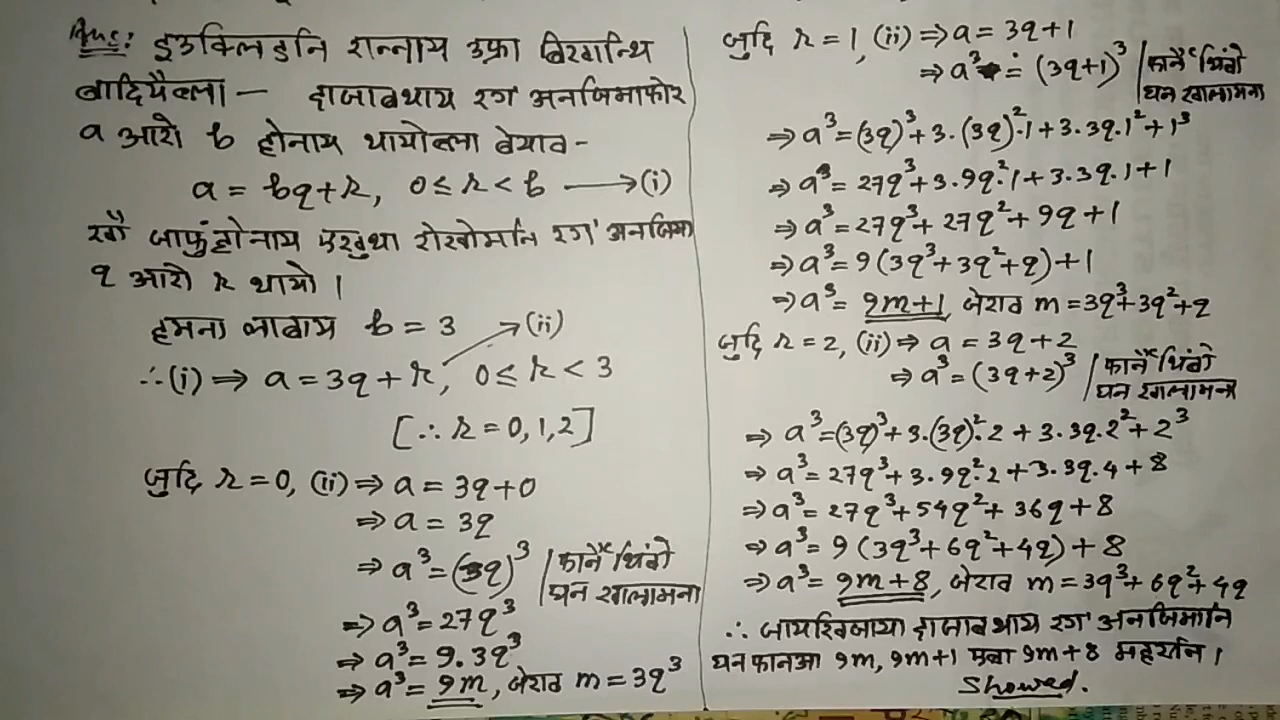 Ans: इउक्लिडनि रान्नाय उफ्रा बिरगन्थि
बादियैब्ला — दाजाबथाय रग' अनजिमाफोर
a आरो b होनाय थायोब्ला बेयाव -
a = bq + r, 0 ≤ r < b ⟶ (i)
खौ जाफुंहोनाय एखुथा रोखोमनि रग' अनजिमा
q आरो r थायो।
हमना लाबाय b = 3
∴ (i) ⇒ a = 3q + r, 0 ≤ r < 3 → (ii)
[∴ r = 0, 1, 2]
जुदि r = 0, (ii) ⇒ a = 3q + 0
⇒ a = 3q
⇒ a³ = (3q)³ | फानैथिंबो घन खालामना
⇒ a³ = 27q³
⇒ a³ = 9.3q³
⇒ a³ = 9m, जेराव m = 3q³
जुदि r = 1, (ii) ⇒ a = 3q + 1
⇒ a³ = (3q+1)³ | फानैथिंबो घन खालामना
⇒ a³ = (3q)³ + 3.(3q)².1 + 3.3q.1² + 1³
⇒ a³ = 27q³ + 3.9q².1 + 3.3q.1 + 1
⇒ a³ = 27q³ + 27q² + 9q + 1
⇒ a³ = 9(3q³ + 3q² + q) + 1
⇒ a³ = 9m + 1, जेराव m = 3q³ + 3q² + q
जुदि r = 2, (ii) ⇒ a = 3q + 2
⇒ a³ = (3q+2)³ | फानैथिंबो घन खालामना
⇒ a³ = (3q)³ + 3.(3q)².2 + 3.3q.2² + 2³
⇒ a³ = 27q³ + 3.9q².2 + 3.3q.4 + 8
⇒ a³ = 27q³ + 54q² + 36q + 8
⇒ a³ = 9(3q³ + 6q² + 4q) + 8
⇒ a³ = 9m + 8, जेराव m = 3q³ + 6q² + 4q
∴ जायखिजाया दाजाबथाय रग' अनजिमानि
घन फानआ 9m, 9m+1 एबा 9m+8 महरनि।
Showed.